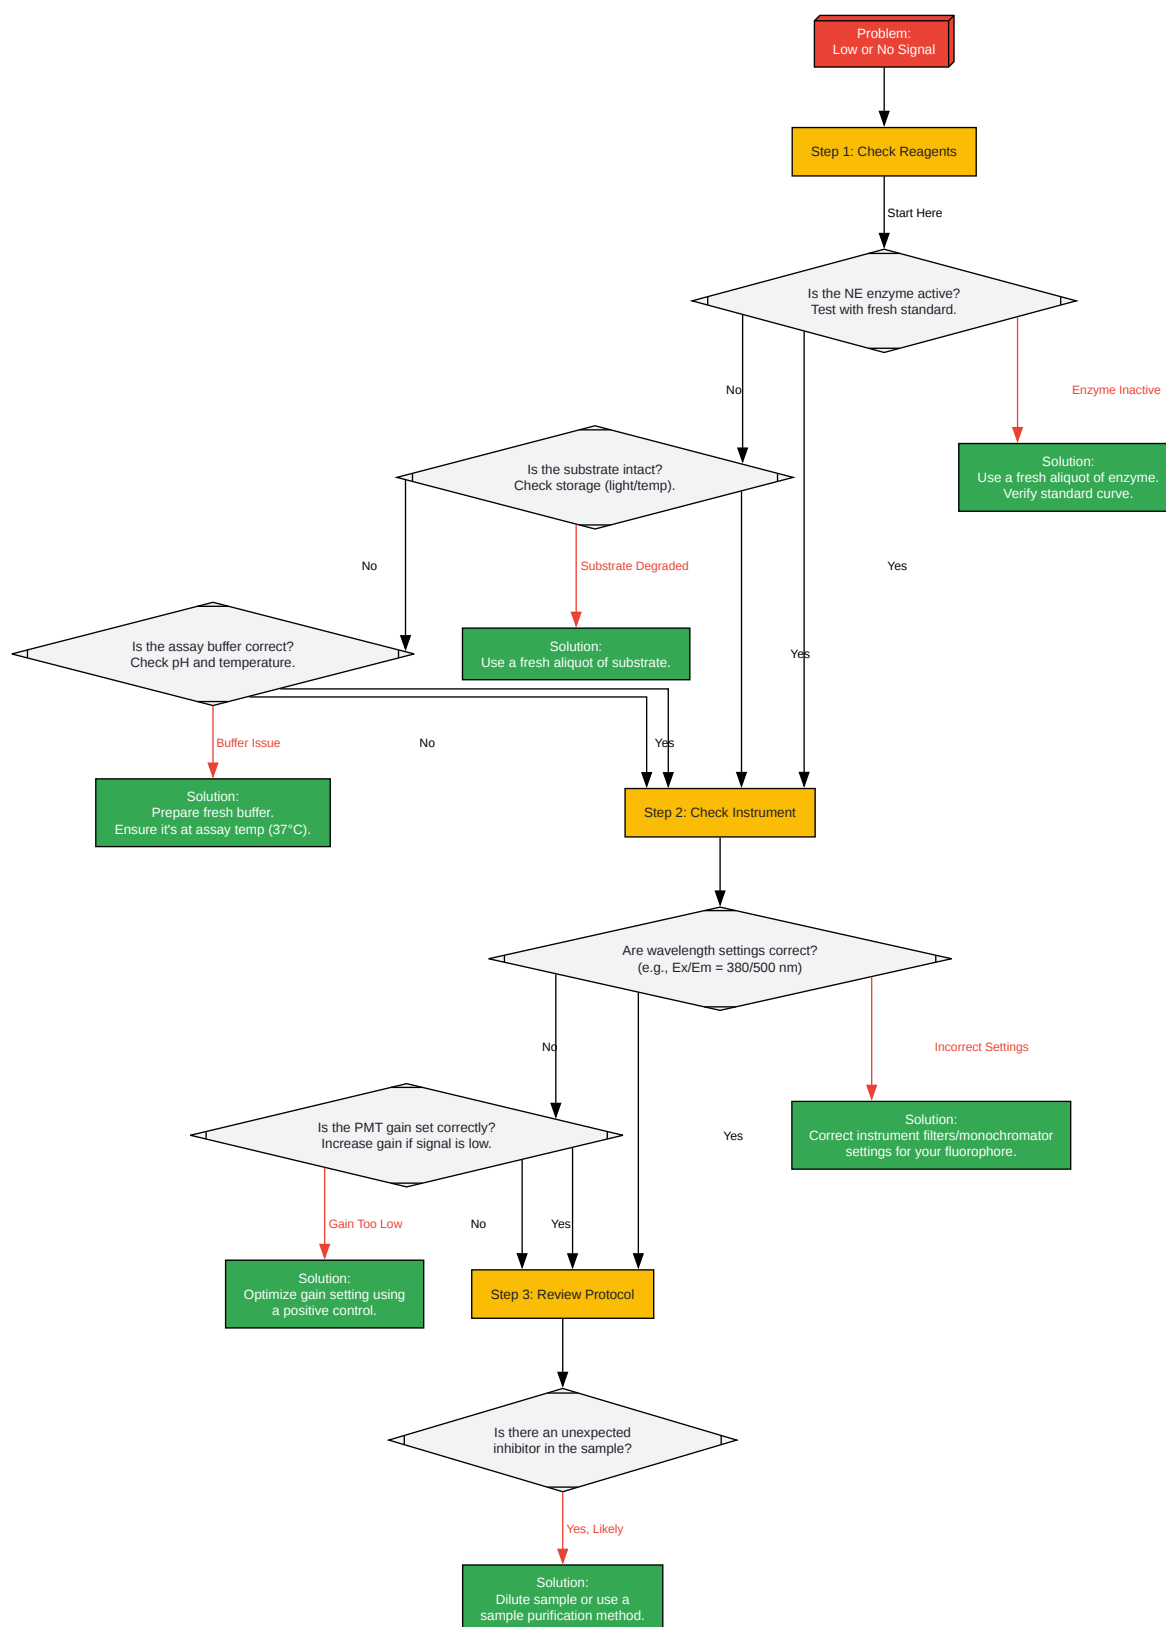 Problem:
Low or No Signal
Step 1: Check Reagents
Start Here
Is the NE enzyme active?
Test with fresh standard.
No
Enzyme Inactive
Is the substrate intact?
Check storage (light/temp).
Solution:
Use a fresh aliquot of enzyme.
Verify standard curve.
No
Substrate Degraded
Yes
Is the assay buffer correct?
Check pH and temperature.
Solution:
Use a fresh aliquot of substrate.
Yes
Buffer Issue
No
Yes
Solution:
Prepare fresh buffer.
Ensure it's at assay temp (37°C).
Step 2: Check Instrument
Are wavelength settings correct?
(e.g., Ex/Em = 380/500 nm)
No
Incorrect Settings
Is the PMT gain set correctly?
Increase gain if signal is low.
Yes
Solution:
Correct instrument filters/monochromator
settings for your fluorophore.
Gain Too Low
No
Yes
Solution:
Optimize gain setting using
a positive control.
Step 3: Review Protocol
Is there an unexpected
inhibitor in the sample?
Yes, Likely
Solution:
Dilute sample or use a
sample purification method.